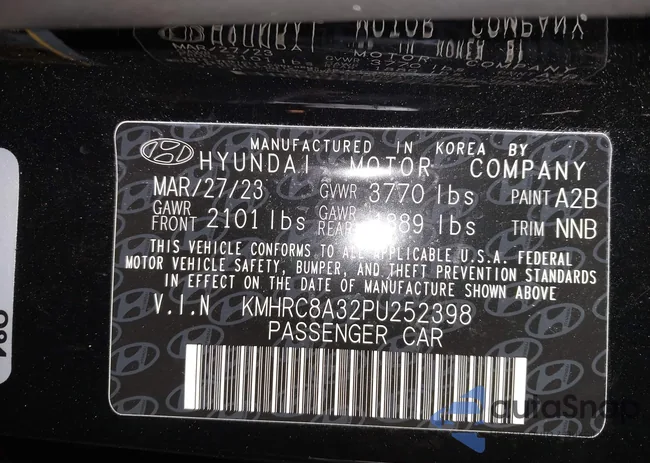 MANUFACTURED IN KOREA BY
HYUNDAI MOTOR COMPANY
MAR/27/23 GVWR 3770 lbs PAINT A2B
GAWR FRONT 2101 lbs GAWR REAR lbs TRIM NNB
THIS VEHICLE CONFORMS TO ALL APPLICABLE U.S.A. FEDERAL
MOTOR VEHICLE SAFETY, BUMPER, AND THEFT PREVENTION STANDARDS
IN EFFECT ON THE DATE OF MANUFACTURE SHOWN ABOVE
V.I.N KMHRC8A32PU252398
PASSENGER CAR
autoSnap